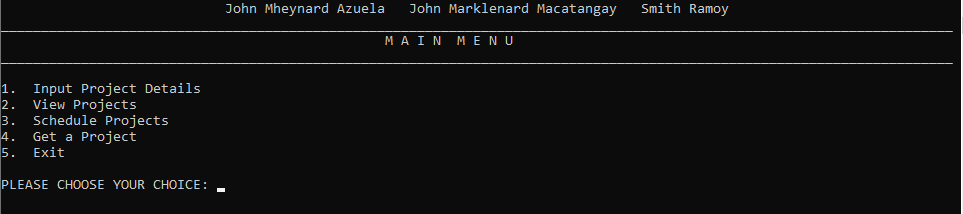 John Mheynard Azuela   John Marklenard Macatangay   Smith Ramoy
M A I N  M E N U
1.  Input Project Details
2.  View Projects
3.  Schedule Projects
4.  Get a Project
5.  Exit
PLEASE CHOOSE YOUR CHOICE: